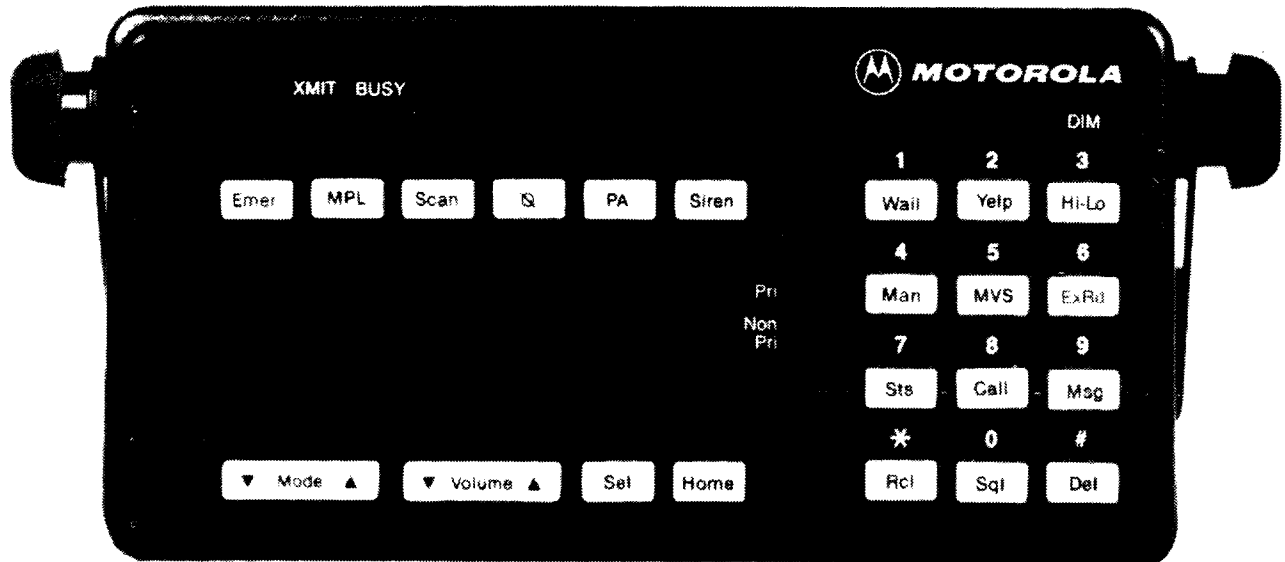 MOTOROLA
XMIT BUSY
DIM
1 2 3
Emer MPL Scan PA Siren
Wail Yelp Hi-Lo
4 5 6
Pri
Man MVS ExRd
Non
Pri
7 8 9
Sts Call Msg
* 0 #
▼ Mode ▲ ▼ Volume ▲ Sel Home
Rcl Sql Del